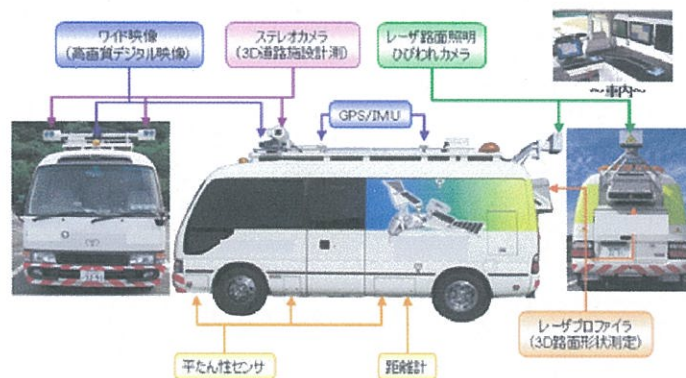 ワイド映像
(高画質デジタル映像)
ステレオカメラ
(3D道路施設計測)
レーザ路面照明
ひびわれカメラ
～車内～
GPS/IMU
平たん性センサ
距離計
レーザプロファイラ
(3D路面形状測定)